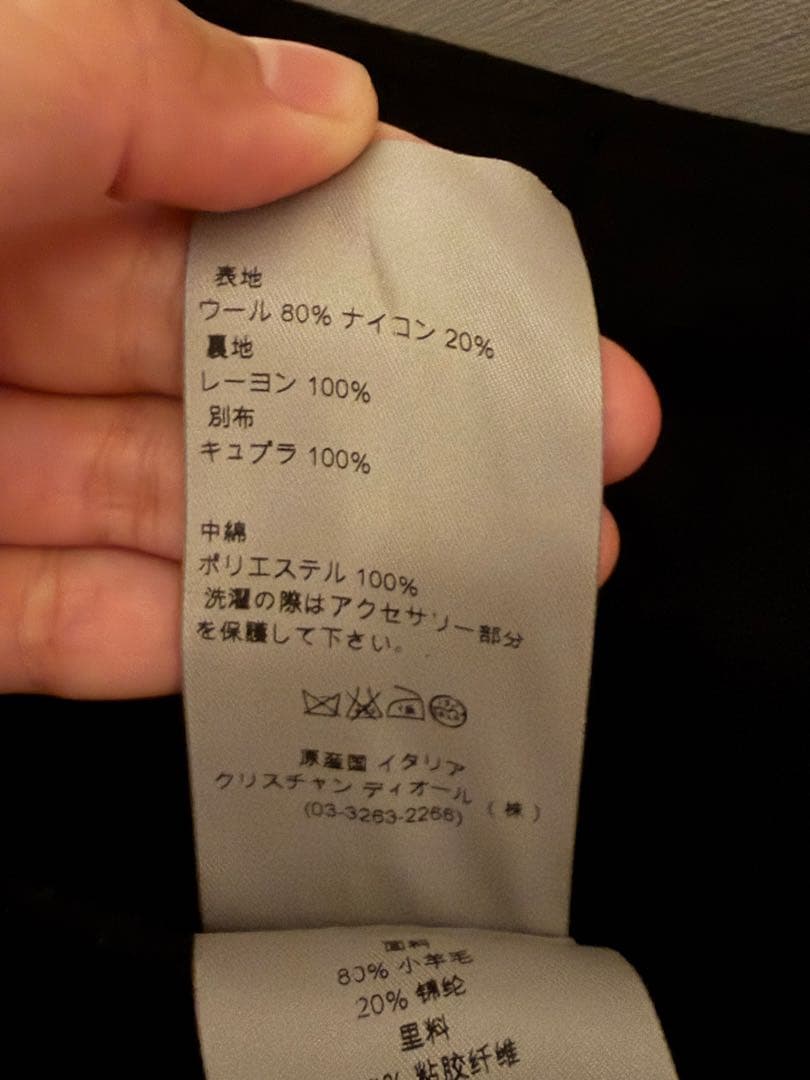 表地
ウール 80% ナイロン 20%
裏地
レーヨン 100%
別布
キュプラ 100%
中綿
ポリエステル 100%
洗濯の際はアクセサリー部分
を保護して下さい。
原産国 イタリア
クリスチャン ディオール (株)
(03-3263-2266)
面料
80% 小羊毛
20% 锦纶
里料
% 粘胶纤维